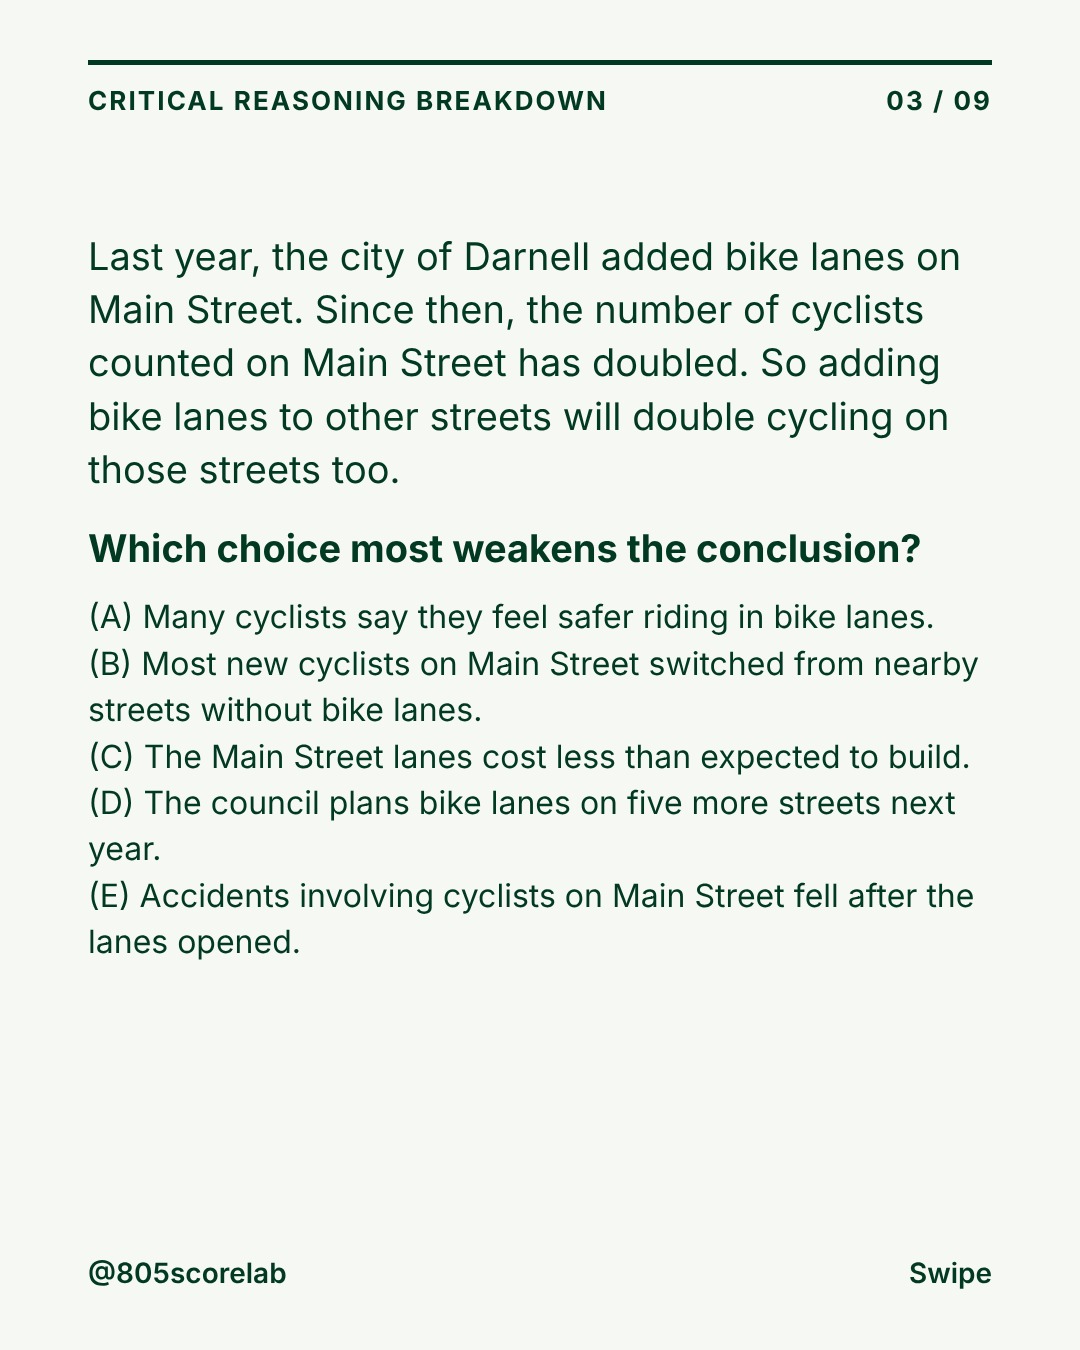 CRITICAL REASONING BREAKDOWN 03 / 09
Last year, the city of Darnell added bike lanes on
Main Street. Since then, the number of cyclists
counted on Main Street has doubled. So adding
bike lanes to other streets will double cycling on
those streets too.
Which choice most weakens the conclusion?
(A) Many cyclists say they feel safer riding in bike lanes.
(B) Most new cyclists on Main Street switched from nearby
streets without bike lanes.
(C) The Main Street lanes cost less than expected to build.
(D) The council plans bike lanes on five more streets next
year.
(E) Accidents involving cyclists on Main Street fell after the
lanes opened.
@805scorelab Swipe